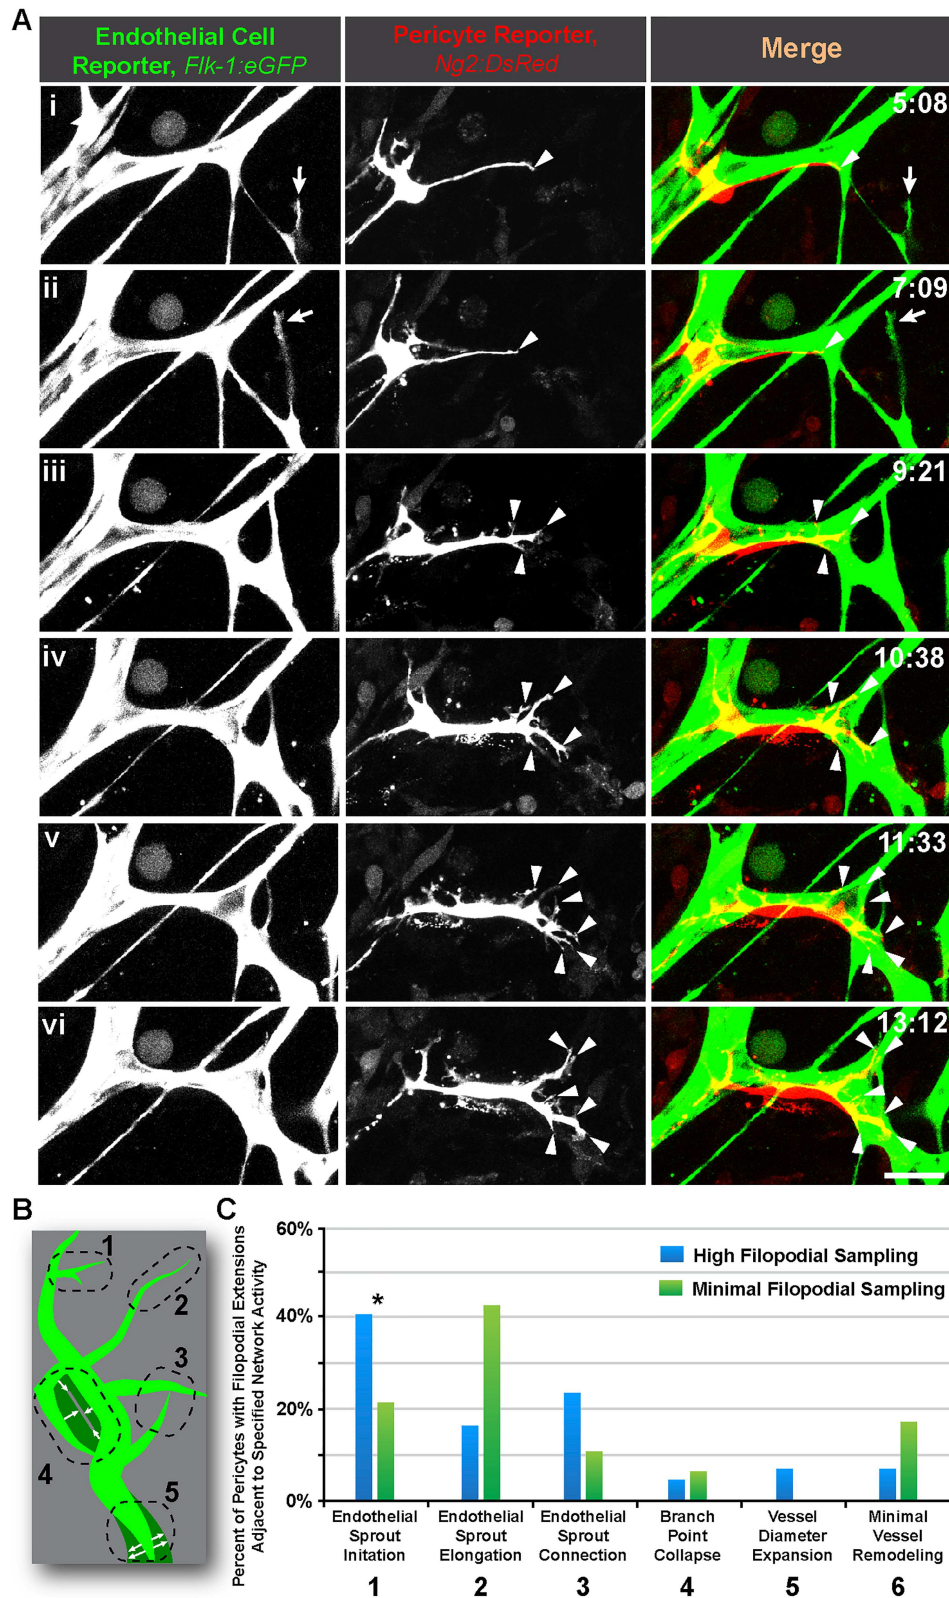 A
Endothelial Cell
Reporter, Flk-1:eGFP
Pericyte Reporter,
Ng2:DsRed
Merge
i
5:08
ii
7:09
iii
9:21
iv
10:38
v
11:33
vi
13:12
B
1
2
3
4
5
C
Percent of Pericytes with Filopodial Extensions
Adjacent to Specified Network Activity
60%
40%
20%
0%
*
High Filopodial Sampling
Minimal Filopodial Sampling
Endothelial
Sprout
Initation
1
Endothelial
Sprout
Elongation
2
Endothelial
Sprout
Connection
3
Branch
Point
Collapse
4
Vessel
Diameter
Expansion
5
Minimal
Vessel
Remodeling
6